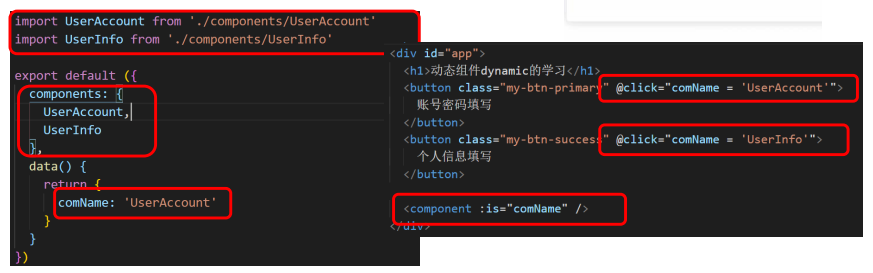 import UserAccount from './components/UserAccount'
import UserInfo from './components/UserInfo'
export default ({
components: {
UserAccount,
UserInfo
},
data() {
return {
comName: 'UserAccount'
}
}
})
<div id="app">
<h1>动态组件dynamic的学习</h1>
<button class="my-btn-primary" @click="comName = 'UserAccount'">
账号密码填写
</button>
<button class="my-btn-success" @click="comName = 'UserInfo'">
个人信息填写
</button>
<component :is="comName" />
</div>